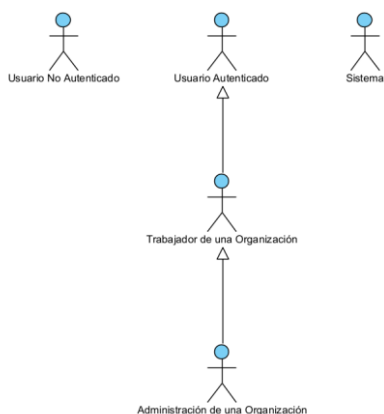 Usuario No Autenticado
Usuario Autenticado
Sistema
Trabajador de una Organización
Administración de una Organización